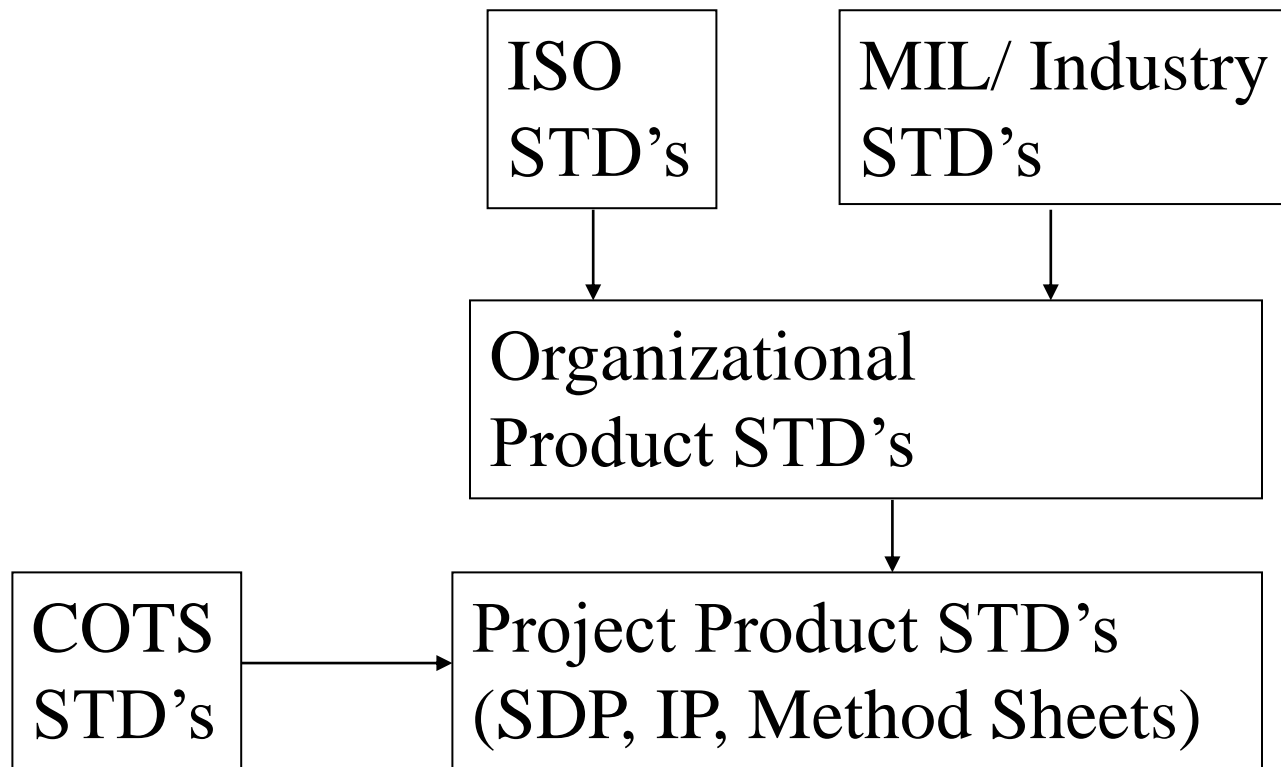 ISO
STD’s
MIL/ Industry
STD’s
Organizational
Product STD’s
COTS
STD’s
Project Product STD’s
(SDP, IP, Method Sheets)